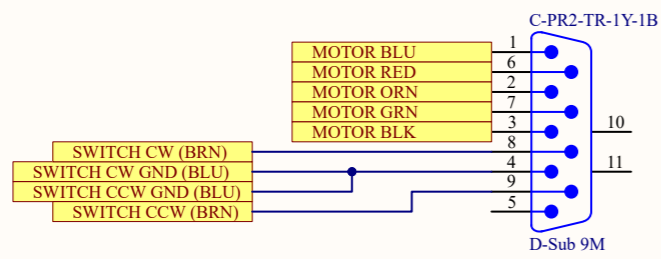 C-PR2-TR-1Y-1B
MOTOR BLU 1
MOTOR RED 6
MOTOR ORN 2
MOTOR GRN 7
MOTOR BLK 3
10
SWITCH CW (BRN) 8
SWITCH CW GND (BLU) 4
11
SWITCH CCW GND (BLU) 9
SWITCH CCW (BRN) 5
D-Sub 9M